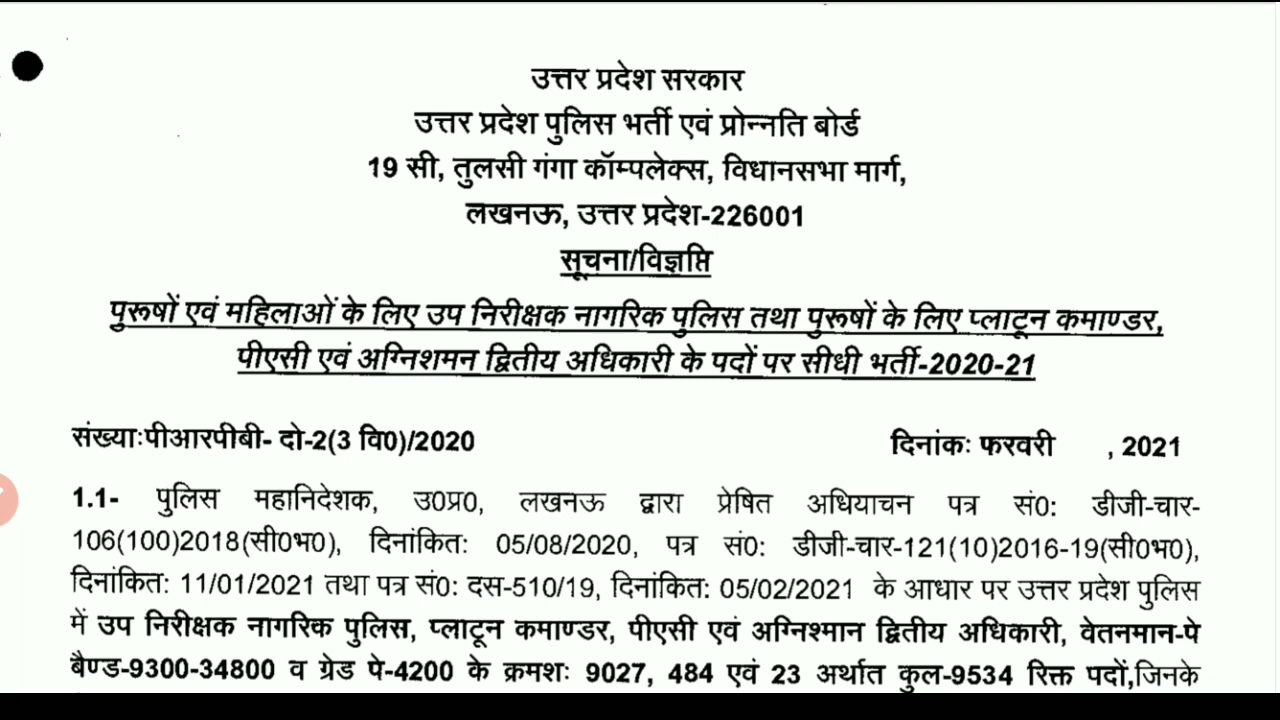 उत्तर प्रदेश सरकार
उत्तर प्रदेश पुलिस भर्ती एवं प्रोन्नति बोर्ड
19 सी, तुलसी गंगा कॉम्पलेक्स, विधानसभा मार्ग,
लखनऊ, उत्तर प्रदेश-226001
सूचना/विज्ञप्ति
पुरूषों एवं महिलाओं के लिए उप निरीक्षक नागरिक पुलिस तथा पुरूषों के लिए प्लाटून कमाण्डर,
पीएसी एवं अग्निशमन द्वितीय अधिकारी के पदों पर सीधी भर्ती-2020-21
संख्याःपीआरपीबी- दो-2(3 वि0)/2020 दिनांकः फरवरी , 2021
1.1- पुलिस महानिदेशक, उ0प्र0, लखनऊ द्वारा प्रेषित अधियाचन पत्र सं0: डीजी-चार-
106(100)2018(सी0भ0), दिनांकित: 05/08/2020, पत्र सं0: डीजी-चार-121(10)2016-19(सी0भ0),
दिनांकित: 11/01/2021 तथा पत्र सं0: दस-510/19, दिनांकित: 05/02/2021 के आधार पर उत्तर प्रदेश पुलिस
में उप निरीक्षक नागरिक पुलिस, प्लाटून कमाण्डर, पीएसी एवं अग्निश्मान द्वितीय अधिकारी, वेतनमान-पे
बैण्ड-9300-34800 व ग्रेड पे-4200 के क्रमशः 9027, 484 एवं 23 अर्थात कुल-9534 रिक्त पदों,जिनके